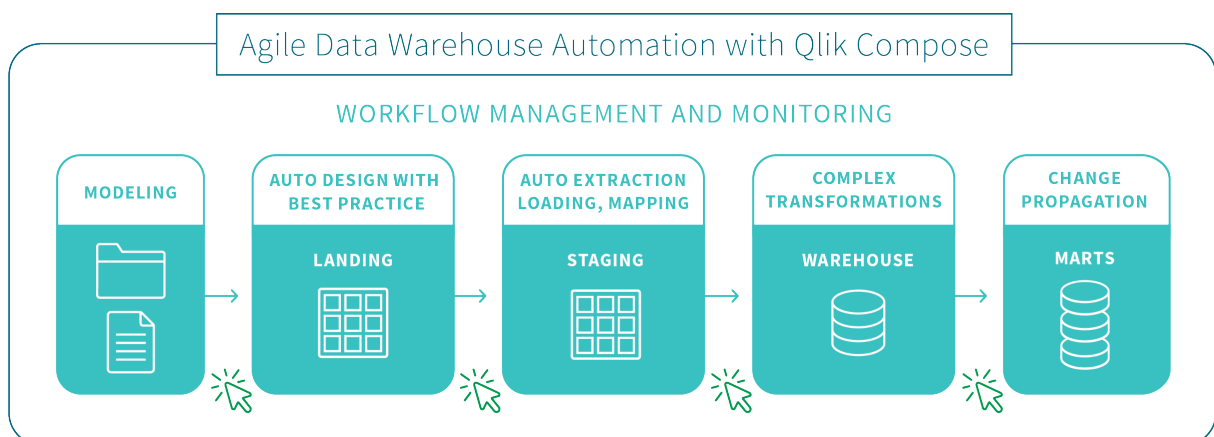 Agile Data Warehouse Automation with Qlik Compose
WORKFLOW MANAGEMENT AND MONITORING
MODELING
AUTO DESIGN WITH
BEST PRACTICE
LANDING
AUTO EXTRACTION
LOADING, MAPPING
STAGING
COMPLEX
TRANSFORMATIONS
WAREHOUSE
CHANGE
PROPAGATION
MARTS